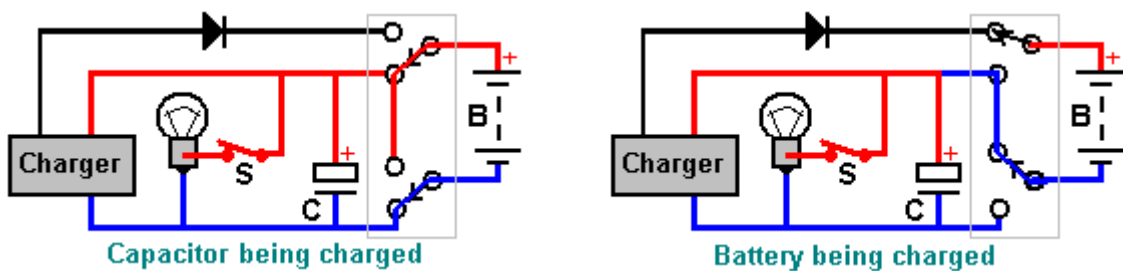 +
B
Charger
S
+
C
Capacitor being charged
+
B
Charger
S
+
C
Battery being charged